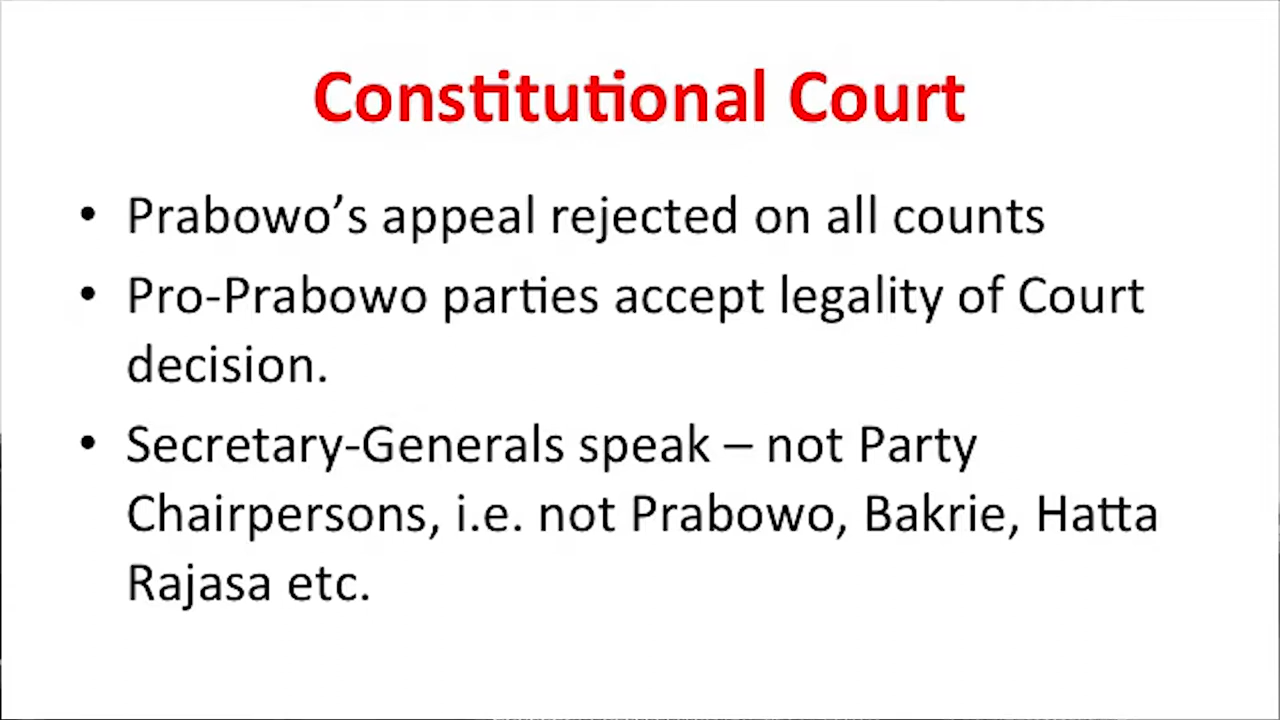 Constitutional Court
• Prabowo’s appeal rejected on all counts
• Pro-Prabowo parties accept legality of Court
decision.
• Secretary-Generals speak – not Party
Chairpersons, i.e. not Prabowo, Bakrie, Hatta
Rajasa etc.